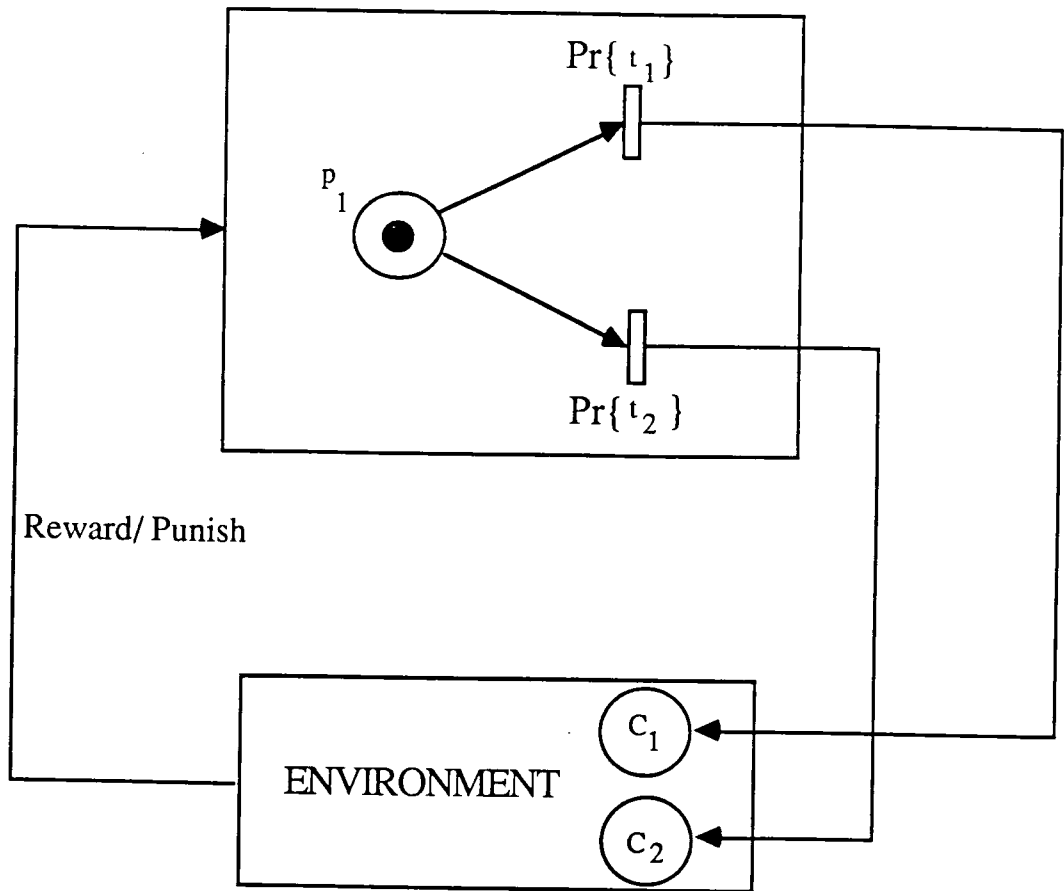 Pr{ t1}
p1
Pr{ t2 }
Reward/ Punish
C1
ENVIRONMENT
C2